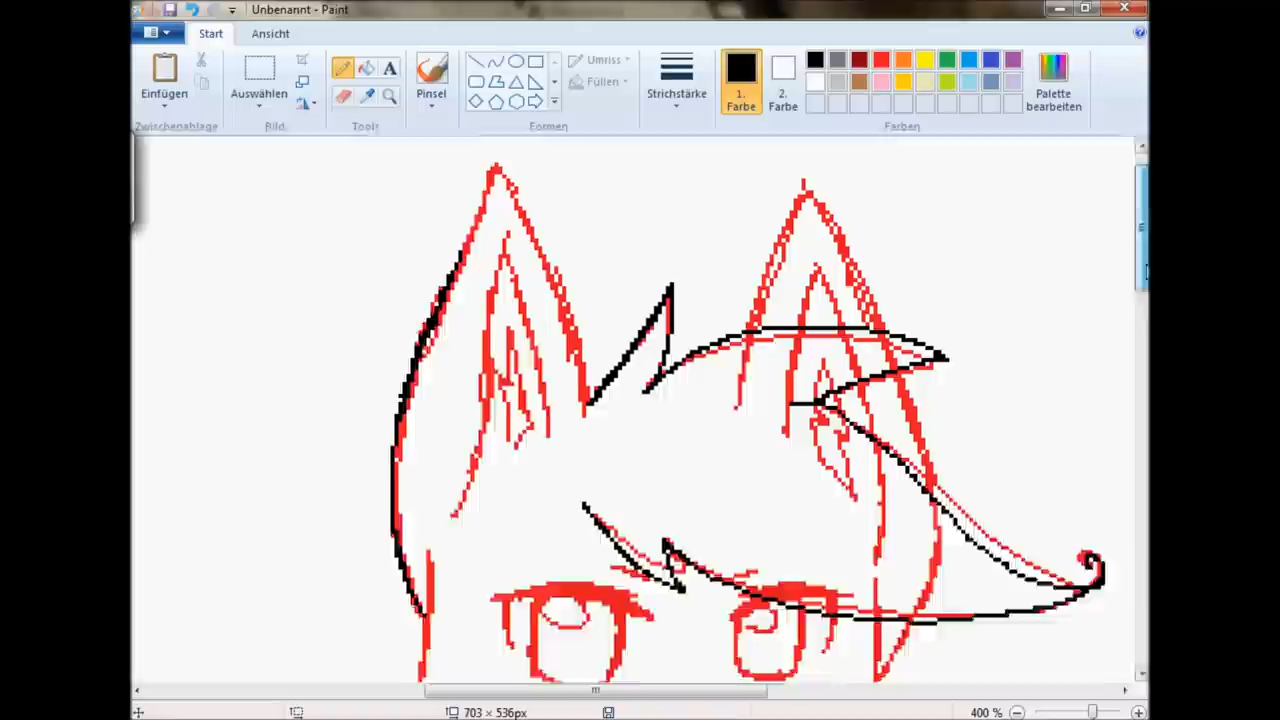 Unbenannt - Paint
Start Ansicht
Einfügen
Auswählen
A
Pinsel
Umriss
Füllen
Strichstärke
1.
Farbe
2.
Farbe
Palette
bearbeiten
Zwischenablage Bild Tools Formen Farben
703 × 536px 400 %